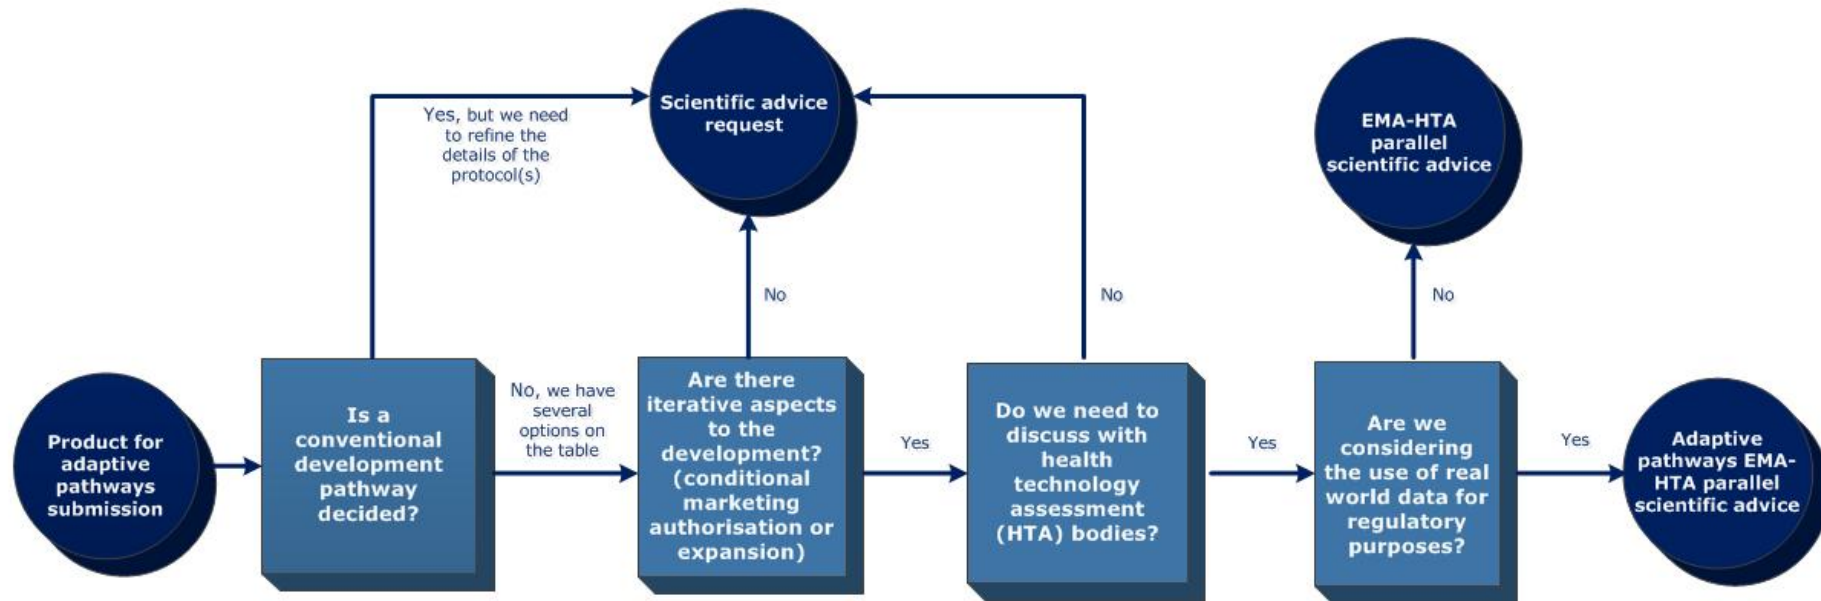 Scientific advice
request
EMA-HTA
parallel
scientific advice
Yes, but we need
to refine the
details of the
protocol(s)
No
No
No
Product for
adaptive
pathways
submission
Is a
conventional
development
pathway
decided?
No, we have
several
options on
the table
Are there
iterative aspects
to the
development?
(conditional
marketing
authorisation or
expansion)
Yes
Do we need to
discuss with
health
technology
assessment
(HTA) bodies?
Yes
Are we
considering
the use of real
world data for
regulatory
purposes?
Yes
Adaptive
pathways EMA-
HTA parallel
scientific advice